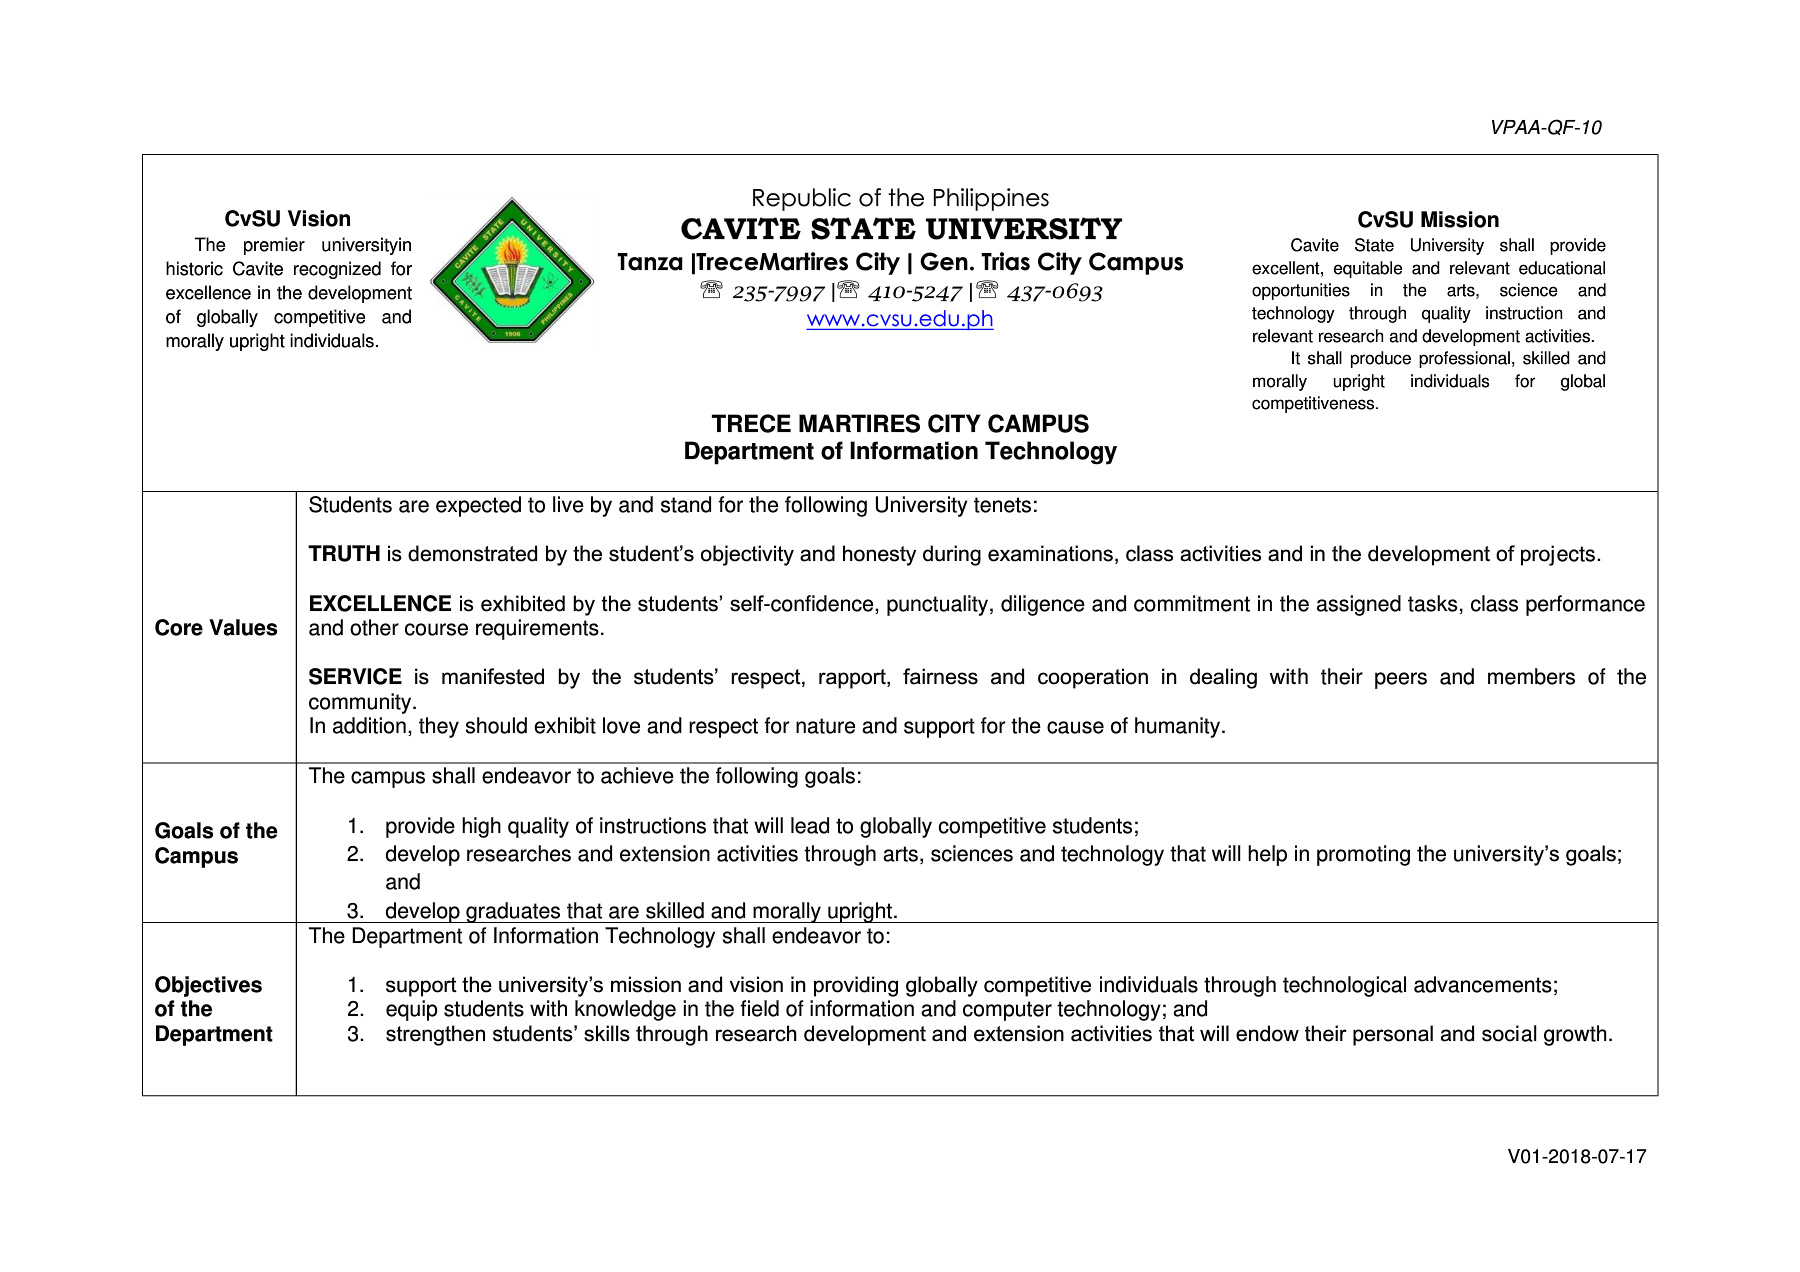 VPAA-QF-10
CvSU Vision
The premier universityin
historic Cavite recognized for
excellence in the development
of globally competitive and
morally upright individuals.
CAVITE STATE UNIVERSITY
CAVITE PHILIPPINES
1906
Republic of the Philippines
CAVITE STATE UNIVERSITY
Tanza |TreceMartires City | Gen. Trias City Campus
☏ 235-7997 |☏ 410-5247 |☏ 437-0693
www.cvsu.edu.ph
CvSU Mission
Cavite State University shall provide
excellent, equitable and relevant educational
opportunities in the arts, science and
technology through quality instruction and
relevant research and development activities.
It shall produce professional, skilled and
morally upright individuals for global
competitiveness.
TRECE MARTIRES CITY CAMPUS
Department of Information Technology
Core Values
Students are expected to live by and stand for the following University tenets:
TRUTH is demonstrated by the student’s objectivity and honesty during examinations, class activities and in the development of projects.
EXCELLENCE is exhibited by the students’ self-confidence, punctuality, diligence and commitment in the assigned tasks, class performance
and other course requirements.
SERVICE is manifested by the students’ respect, rapport, fairness and cooperation in dealing with their peers and members of the
community.
In addition, they should exhibit love and respect for nature and support for the cause of humanity.
Goals of the
Campus
The campus shall endeavor to achieve the following goals:
1. provide high quality of instructions that will lead to globally competitive students;
2. develop researches and extension activities through arts, sciences and technology that will help in promoting the university’s goals;
and
3. develop graduates that are skilled and morally upright.
Objectives
of the
Department
The Department of Information Technology shall endeavor to:
1. support the university’s mission and vision in providing globally competitive individuals through technological advancements;
2. equip students with knowledge in the field of information and computer technology; and
3. strengthen students’ skills through research development and extension activities that will endow their personal and social growth.
V01-2018-07-17